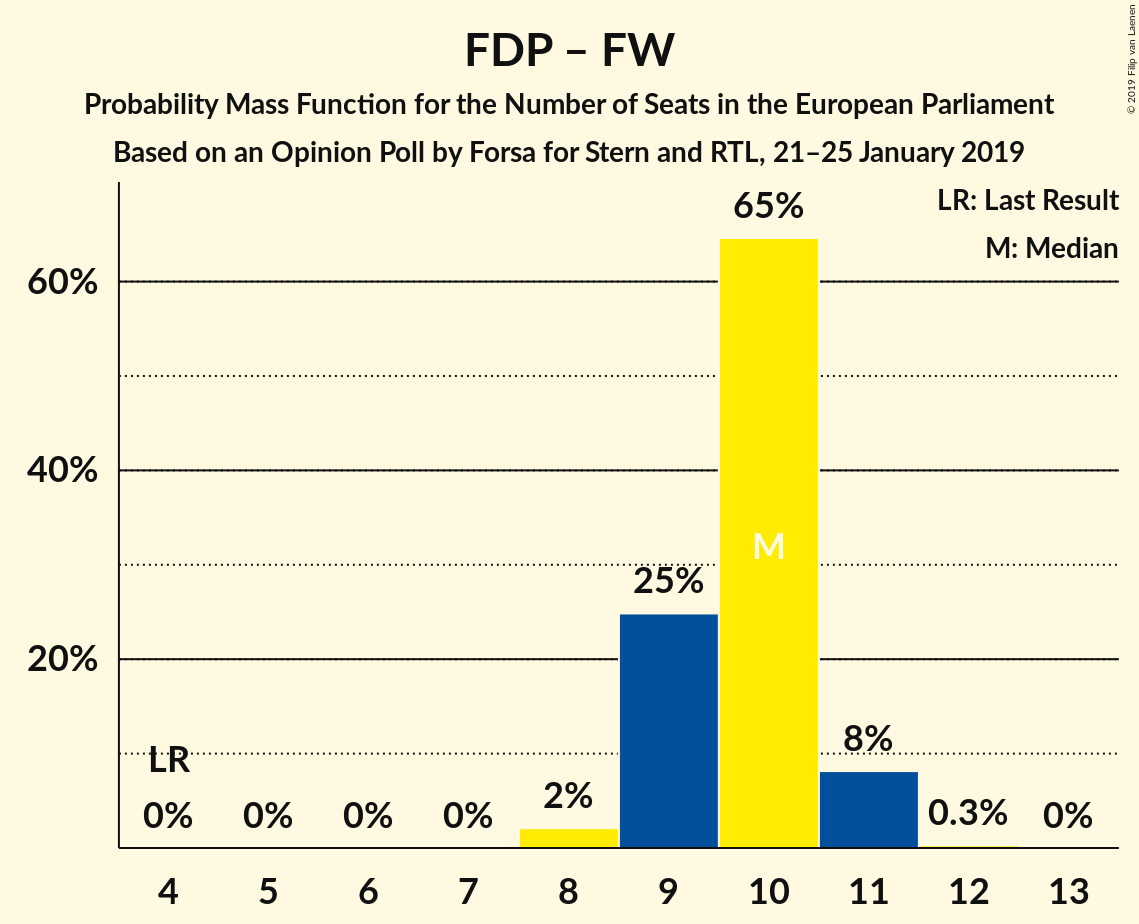 FDP – FW
Probability Mass Function for the Number of Seats in the European Parliament
Based on an Opinion Poll by Forsa for Stern and RTL, 21–25 January 2019
© 2019 Filip van Laenen
LR: Last Result
M: Median
60%
40%
20%
LR
0%
0%
0%
0%
2%
25%
65%
M
8%
0.3%
0%
4 5 6 7 8 9 10 11 12 13